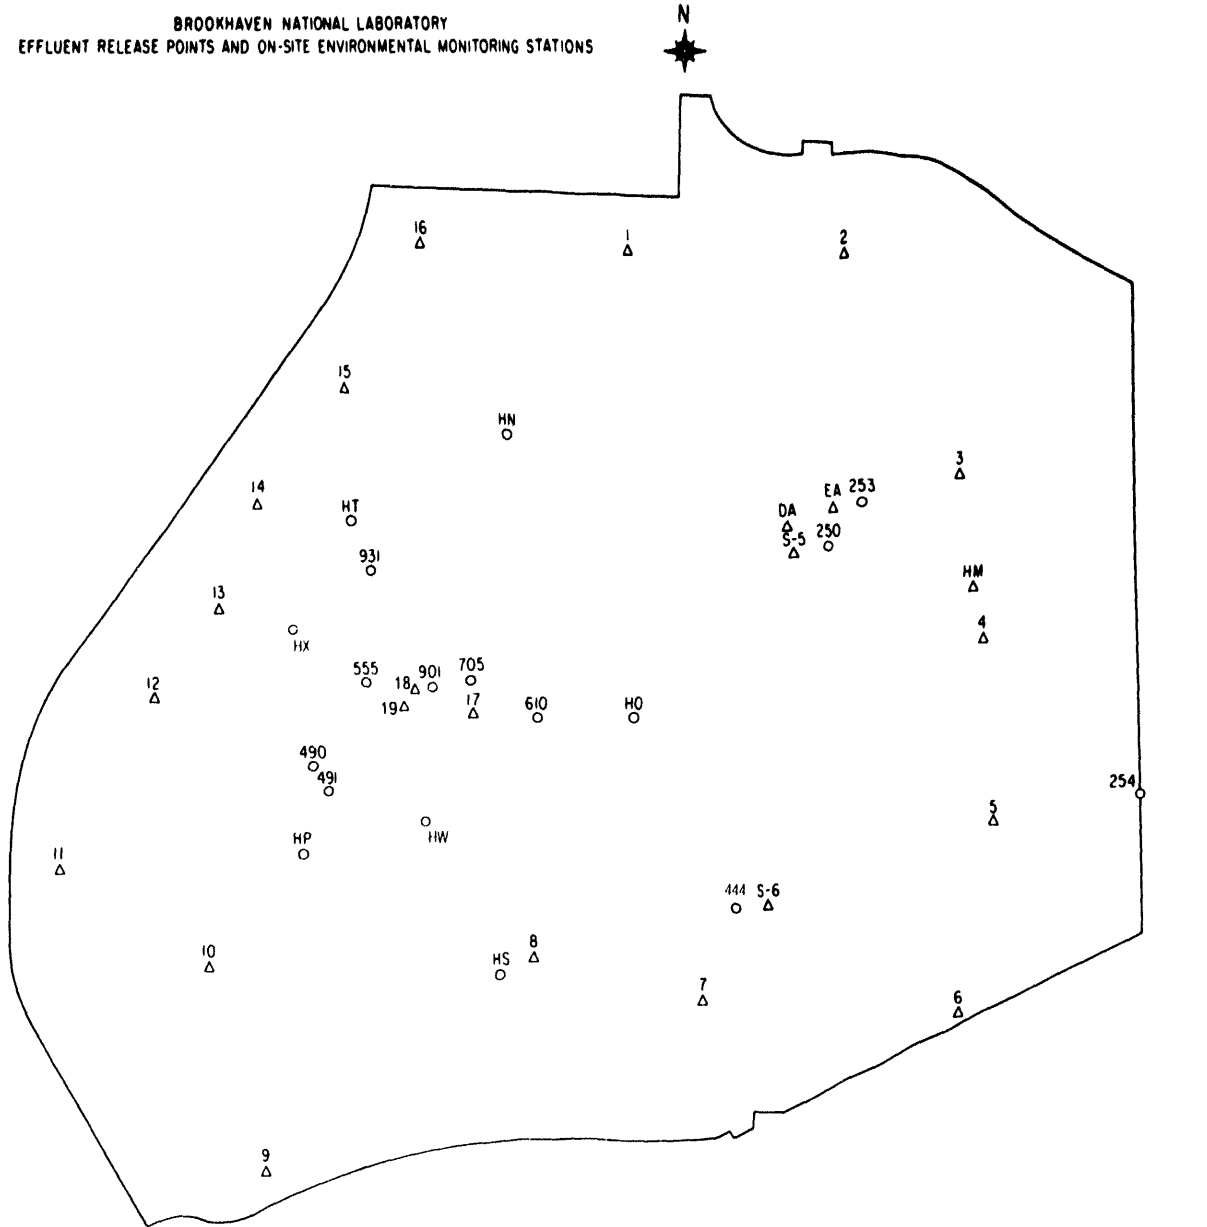 BROOKHAVEN NATIONAL LABORATORY
EFFLUENT RELEASE POINTS AND ON-SITE ENVIRONMENTAL MONITORING STATIONS
N
16
1
2
15
HN
3
14
EA
253
HT
DA
250
S-5
931
HM
13
4
HX
705
555
901
12
18
17
610
HO
19
490
491
254
5
HP
HW
11
444
S-6
8
10
HS
7
6
9